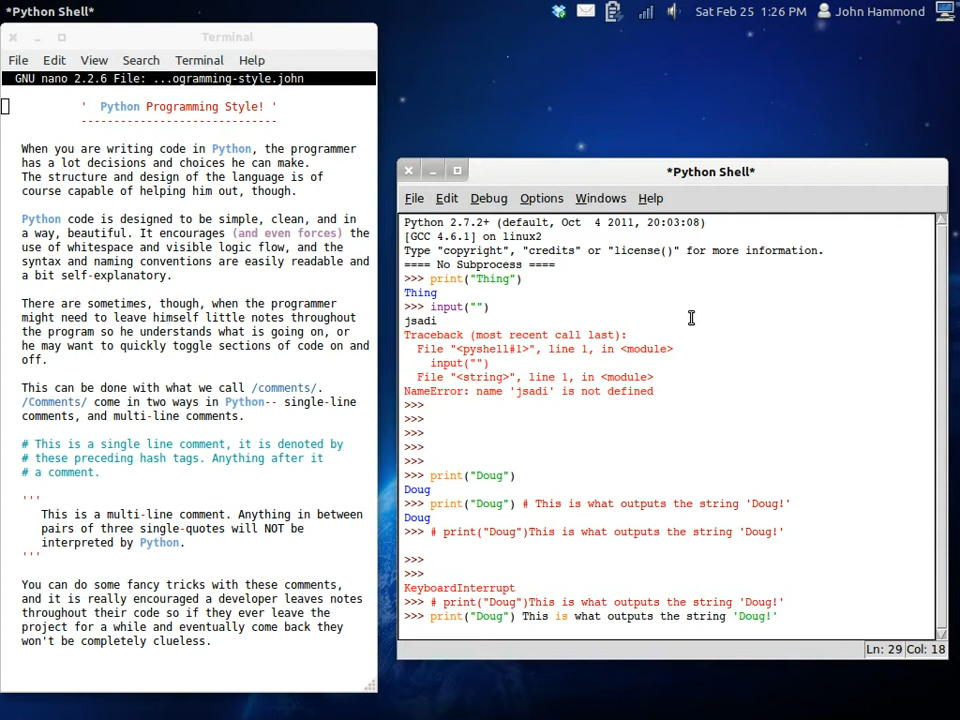 *Python Shell*
Sat Feb 25 1:26 PM
John Hammond
Terminal
File Edit View Search Terminal Help
GNU nano 2.2.6 File: ...ogramming-style.john
' Python Programming Style! '
-----------------------------
When you are writing code in Python, the programmer
has a lot decisions and choices he can make.
The structure and design of the language is of
course capable of helping him out, though.
Python code is designed to be simple, clean, and in
a way, beautiful. It encourages (and even forces) the
use of whitespace and visible logic flow, and the
syntax and naming conventions are easily readable and
a bit self-explanatory.
There are sometimes, though, when the programmer
might need to leave himself little notes throughout
the program so he understands what is going on, or
he may want to quickly toggle sections of code on and
off.
This can be done with what we call /comments/.
/Comments/ come in two ways in Python-- single-line
comments, and multi-line comments.
# This is a single line comment, it is denoted by
# these preceding hash tags. Anything after it
# a comment.
'''
This is a multi-line comment. Anything in between
pairs of three single-quotes will NOT be
interpreted by Python.
'''
You can do some fancy tricks with these comments,
and it is really encouraged a developer leaves notes
throughout their code so if they ever leave the
project for a while and eventually come back they
won't be completely clueless.
*Python Shell*
File Edit Debug Options Windows Help
Python 2.7.2+ (default, Oct  4 2011, 20:03:08)
[GCC 4.6.1] on linux2
Type "copyright", "credits" or "license()" for more information.
==== No Subprocess ====
>>> print("Thing")
Thing
>>> input("")
jsadi
Traceback (most recent call last):
File "<pyshell#1>", line 1, in <module>
input("")
File "<string>", line 1, in <module>
NameError: name 'jsadi' is not defined
>>>
>>>
>>>
>>>
>>>
>>> print("Doug")
Doug
>>> print("Doug") # This is what outputs the string 'Doug!'
Doug
>>> # print("Doug")This is what outputs the string 'Doug!'
>>>
>>>
KeyboardInterrupt
>>> # print("Doug")This is what outputs the string 'Doug!'
>>> print("Doug") This is what outputs the string 'Doug!'
Ln: 29 Col: 18